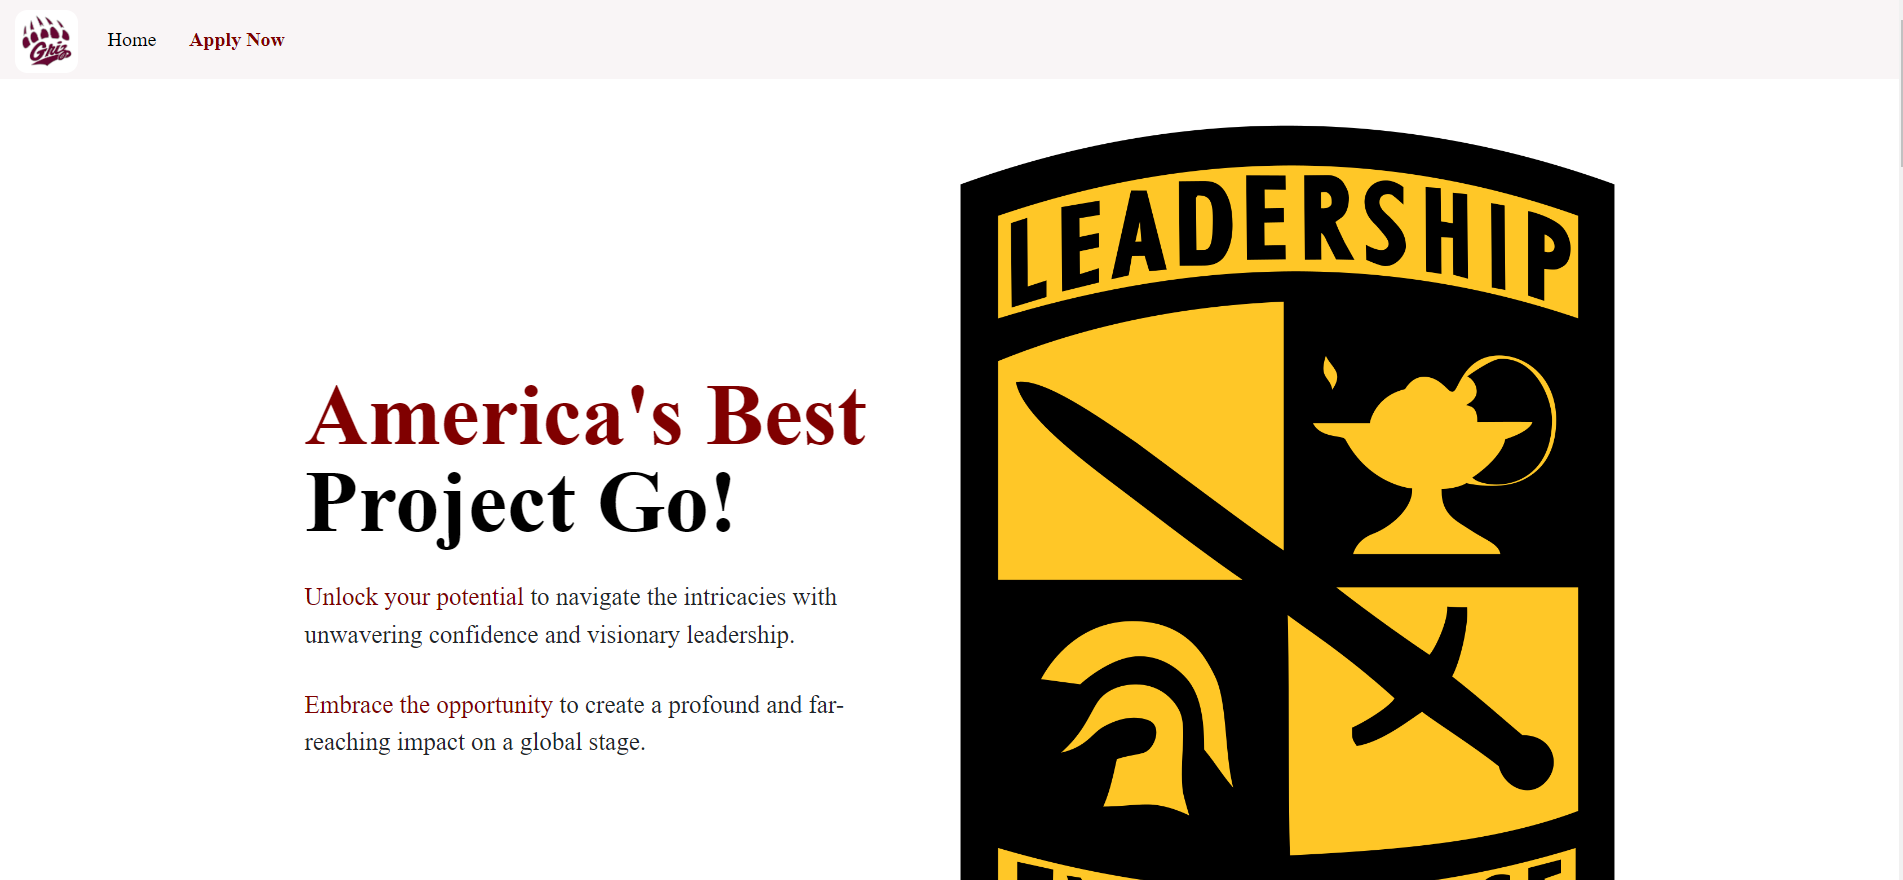 Griz
Home
Apply Now
LEADERSHIP
America's Best
Project Go!
Unlock your potential to navigate the intricacies with
unwavering confidence and visionary leadership.
Embrace the opportunity to create a profound and far-
reaching impact on a global stage.